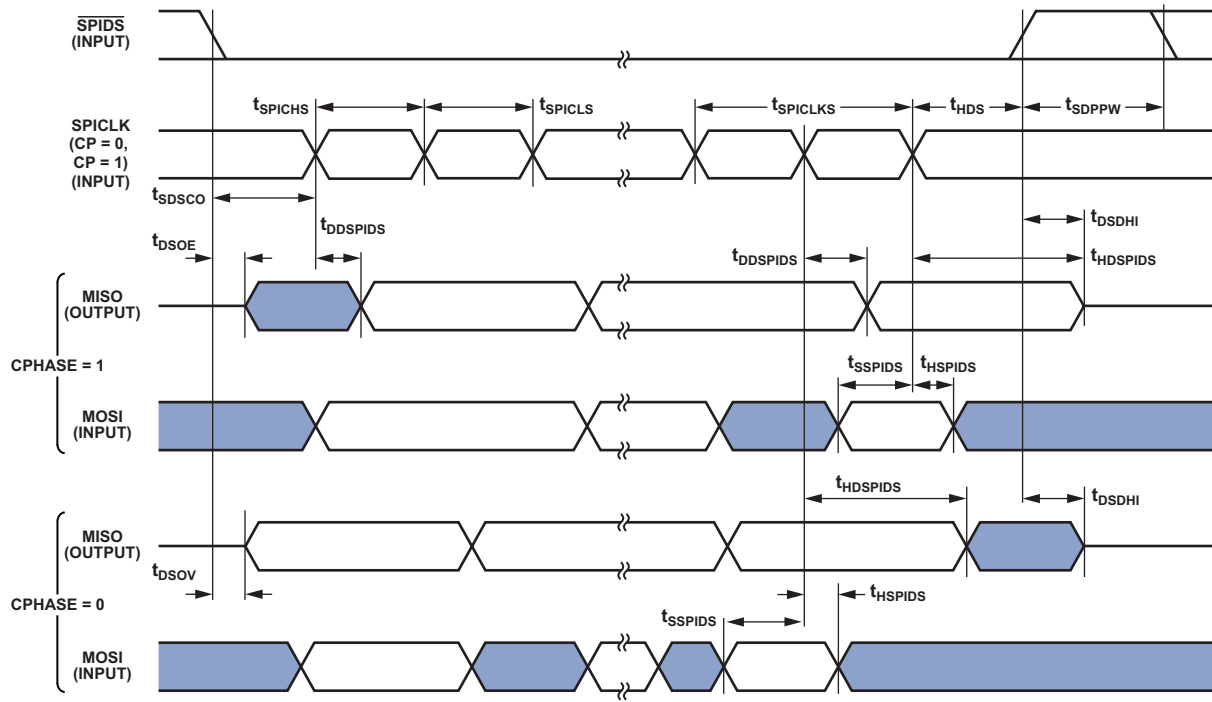 SPIDS
(INPUT)
tSPICHS
tSPICLS
tSPICLKS
tHDS
tSDPPW
SPICLK
(CP = 0,
CP = 1)
(INPUT)
tSDSCO
tDSOE
tDDSPIDS
tDDSPIDS
tDSDHI
tHDSPIDS
MISO
(OUTPUT)
CPHASE = 1
tSSPIDS
tHSPIDS
MOSI
(INPUT)
tHDSPIDS
tDSDHI
MISO
(OUTPUT)
tDSOV
CPHASE = 0
tSSPIDS
tHSPIDS
MOSI
(INPUT)